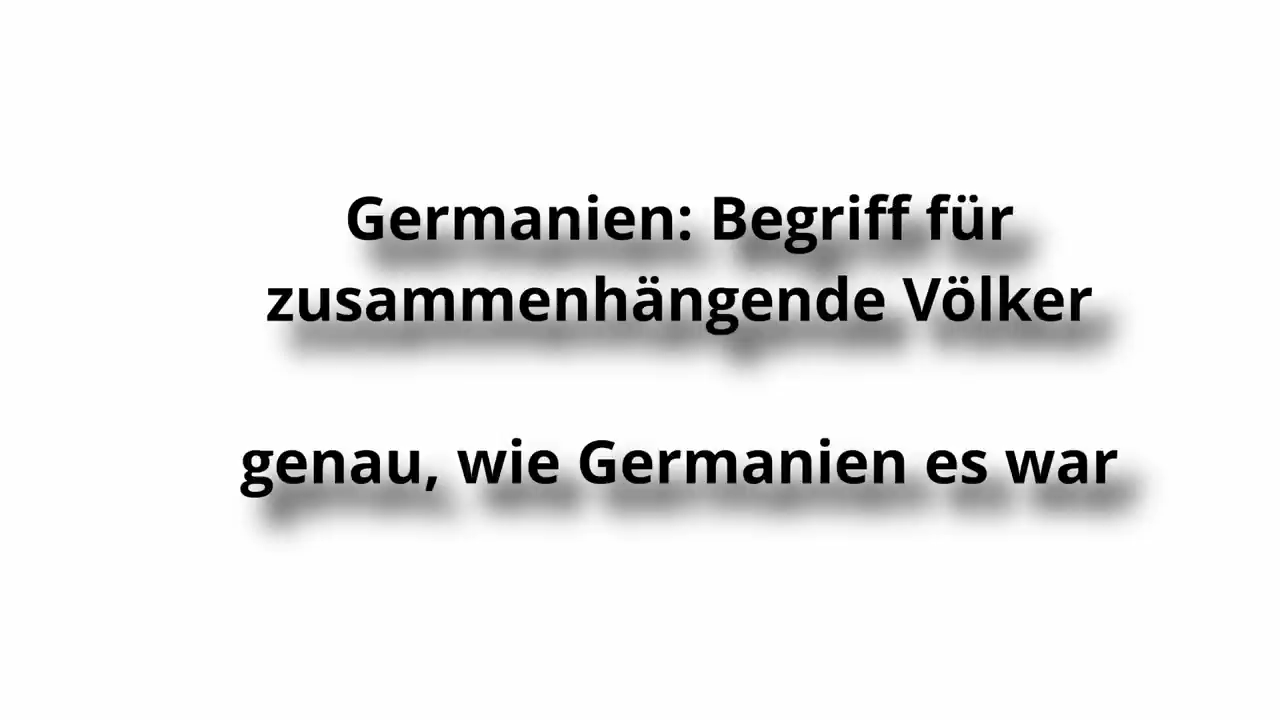 Germanien: Begriff für
zusammenhängende Völker
genau, wie Germanien es war